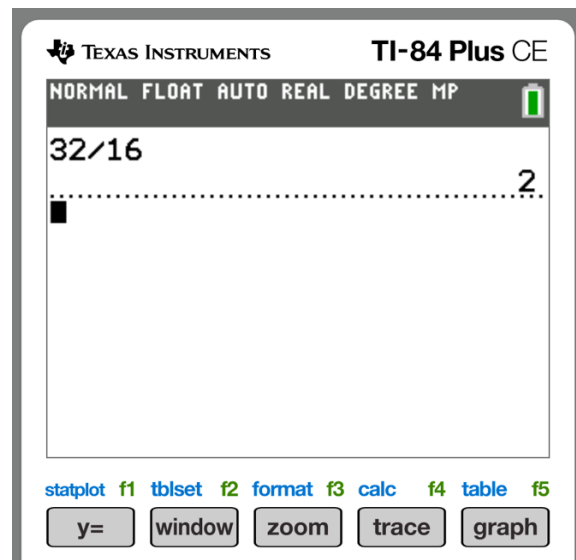 TEXAS INSTRUMENTS TI-84 Plus CE
NORMAL FLOAT AUTO REAL DEGREE MP
32/16
2
statplot f1 tblset f2 format f3 calc f4 table f5
y= window zoom trace graph